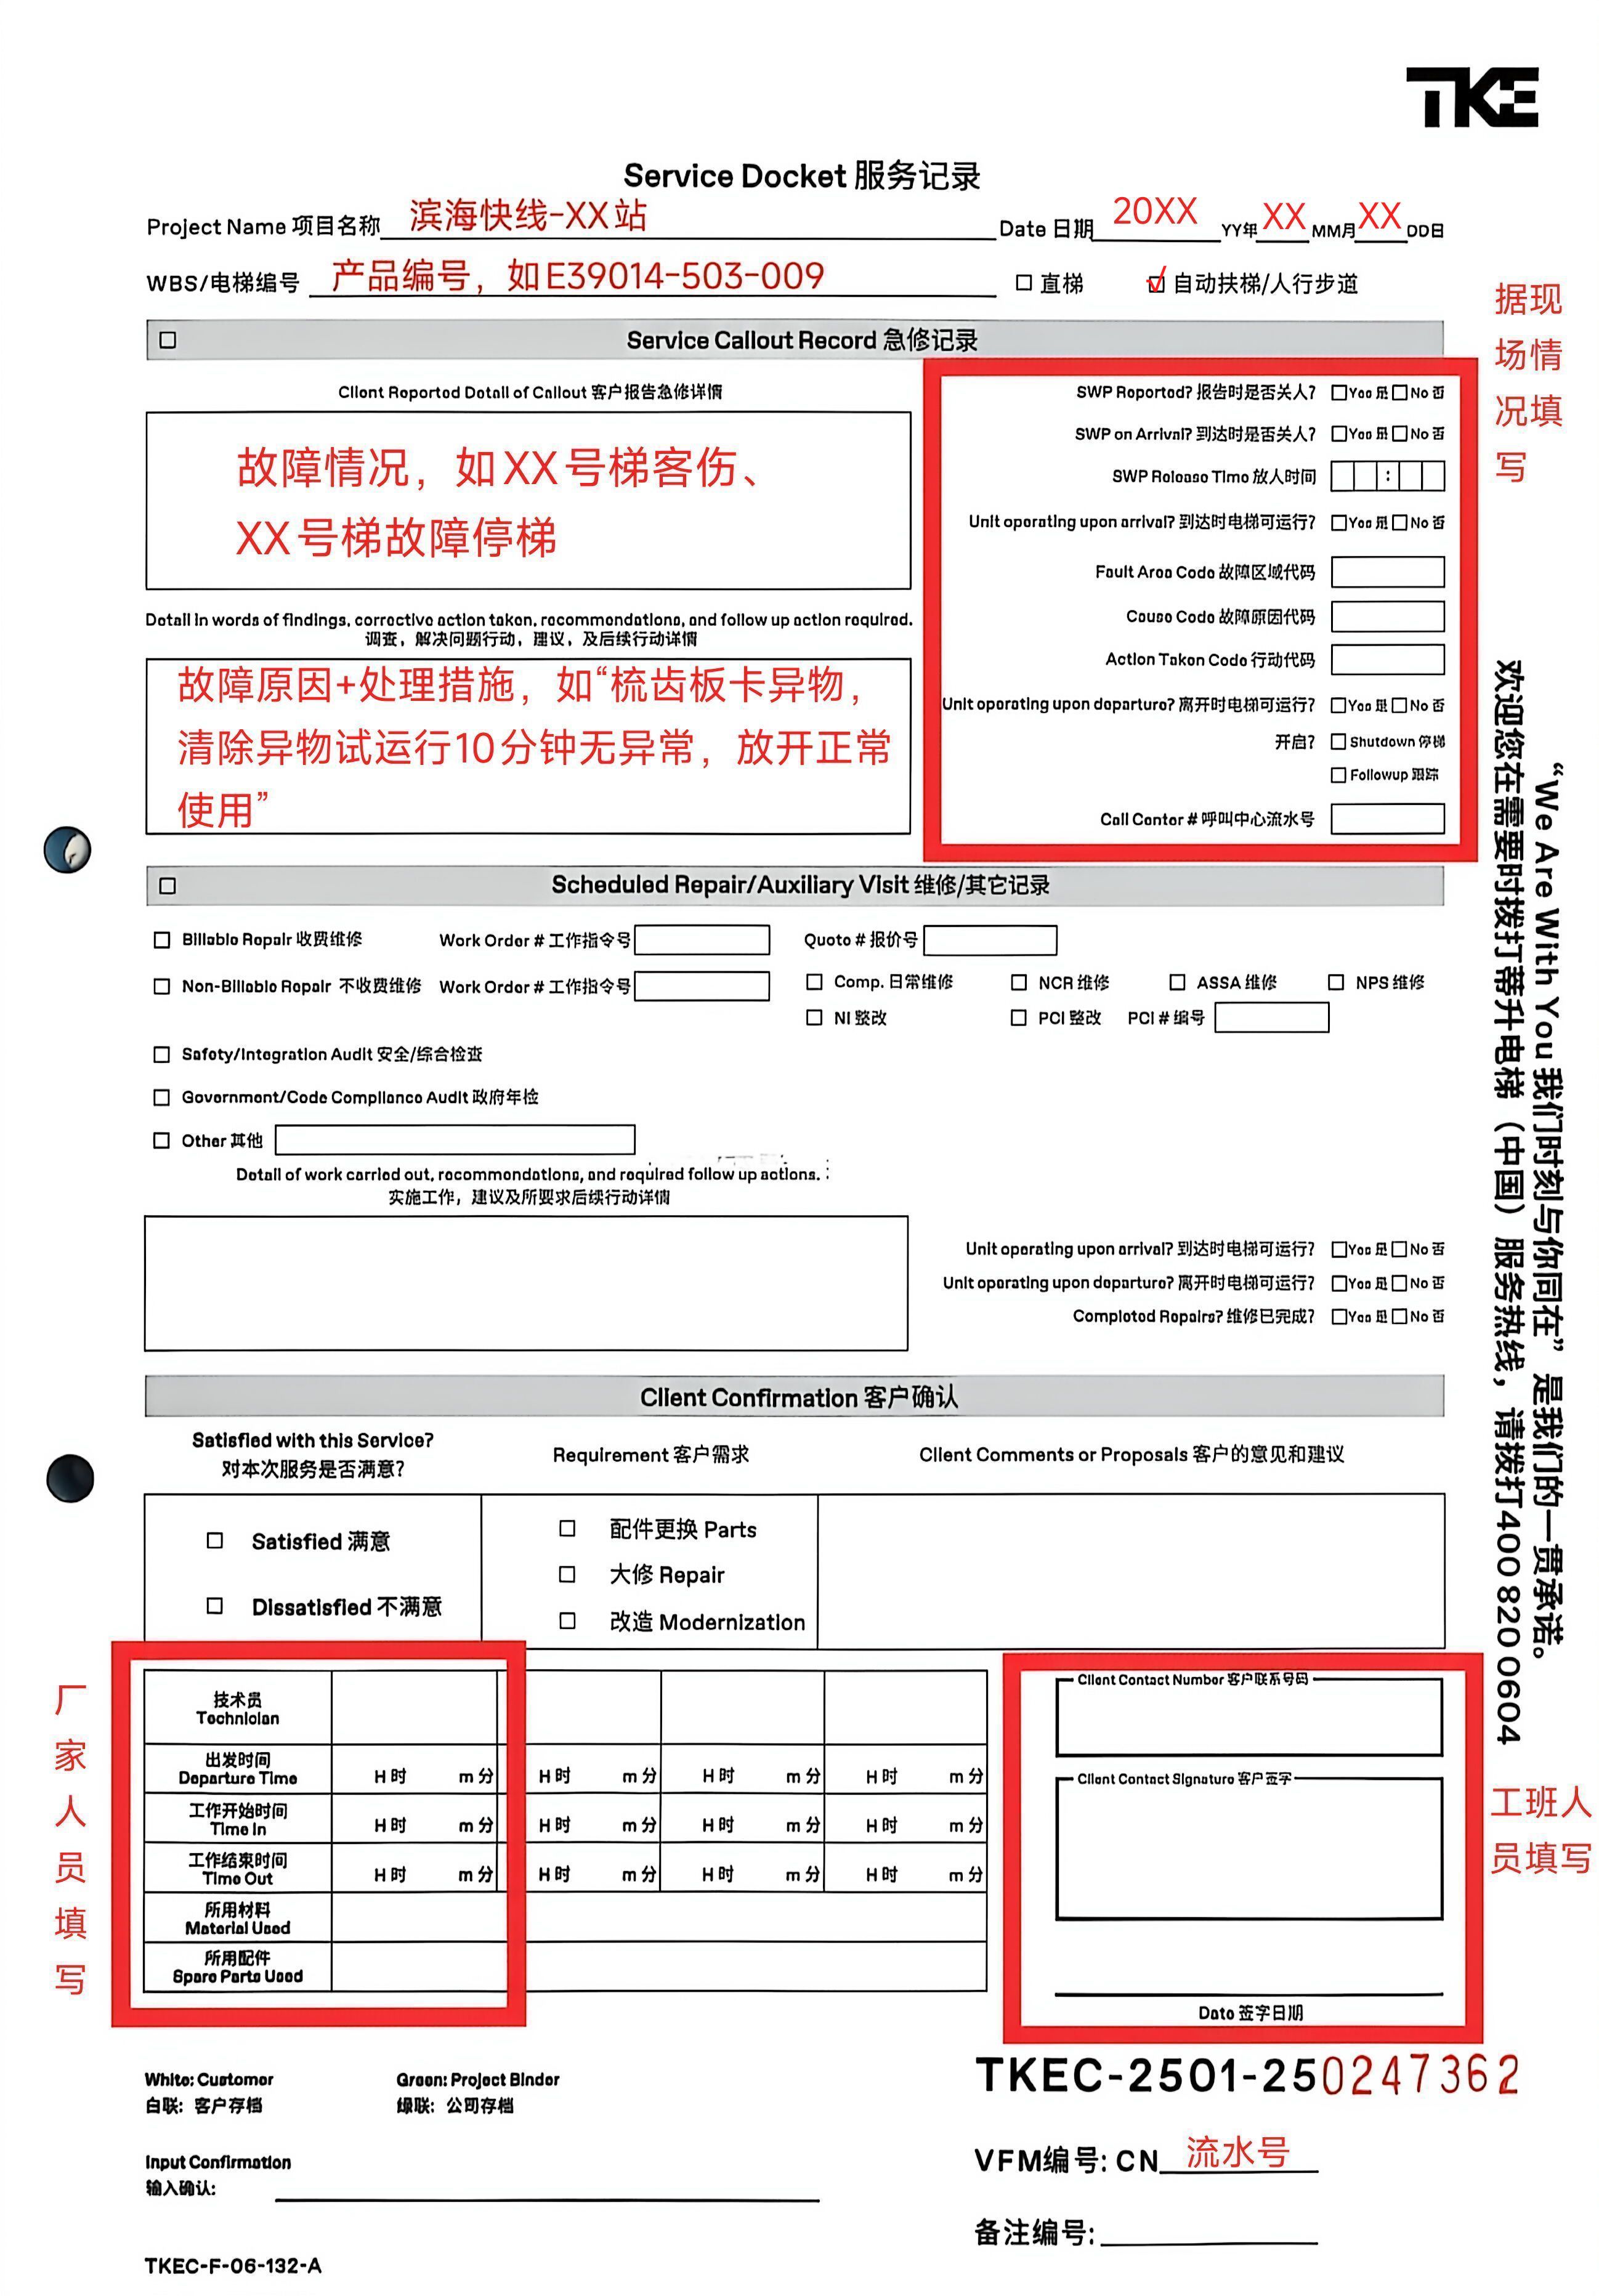 TKE
Service Docket 服务记录
Project Name 项目名称 滨海快线-XX站 Date 日期 20XX YY年 XX MM月 XX DD日
WBS/电梯编号 产品编号，如E39014-503-009 直梯 自动扶梯/人行步道
据现
场情
况填
写
Service Callout Record 急修记录
Client Reported Detail of Callout 客户报告急修详情
故障情况，如XX号梯客伤、
XX号梯故障停梯
Detail in words of findings, corrective action taken, recommendations, and follow up action required.
调查，解决问题行动，建议，及后续行动详情
故障原因+处理措施，如“梳齿板卡异物，
清除异物试运行10分钟无异常，放开正常
使用”
SWP Reported? 报告时是否关人? Yes 是 No 否
SWP on Arrival? 到达时是否关人? Yes 是 No 否
SWP Release Time 放人时间 :
Unit operating upon arrival? 到达时电梯可运行? Yes 是 No 否
Fault Area Code 故障区域代码
Couse Code 故障原因代码
Action Taken Code 行动代码
Unit operating upon departure? 离开时电梯可运行? Yes 是 No 否
开启? Shutdown 停梯
Followup 跟踪
Call Center # 呼叫中心流水号
Scheduled Repair/Auxiliary Visit 维修/其它记录
Billable Repair 收费维修 Work Order # 工作指令号 Quote # 报价号
Non-Billable Repair 不收费维修 Work Order # 工作指令号 Comp. 日常维修 NCR 维修 ASSA 维修 NPS 维修
NI 整改 PCI 整改 PCI # 编号
Safety/Integration Audit 安全/综合检查
Government/Code Compliance Audit 政府年检
Other 其他
Detail of work carried out, recommendations, and required follow up actions.
实施工作，建议及所要求后续行动详情
Unit operating upon arrival? 到达时电梯可运行? Yes 是 No 否
Unit operating upon departure? 离开时电梯可运行? Yes 是 No 否
Completed Repairs? 维修已完成? Yes 是 No 否
Client Confirmation 客户确认
Satisfied with this Service?
对本次服务是否满意?
Requirement 客户需求
Client Comments or Proposals 客户的意见和建议
Satisfied 满意
Dissatisfied 不满意
配件更换 Parts
大修 Repair
改造 Modernization
厂
家
人
员
填
写
技术员
Technician
出发时间
Departure Time
H 时 m 分 H 时 m 分 H 时 m 分 H 时 m 分
工作开始时间
Time In
H 时 m 分 H 时 m 分 H 时 m 分 H 时 m 分
工作结束时间
Time Out
H 时 m 分 H 时 m 分 H 时 m 分 H 时 m 分
所用材料
Material Used
所用配件
Spare Parts Used
Client Contact Number 客户联系号码
Client Contact Signature 客户签字
Date 签字日期
工班人
员填写
“We Are With You 我们时刻与你同在”是我们的一贯承诺。
欢迎您在需要时拨打蒂升电梯（中国）服务热线，请拨打400 820 0604
White: Customer
白联：客户存档
Green: Project Binder
绿联：公司存档
TKEC-2501-250247362
Input Confirmation
输入确认:
VFM编号: CN 流水号
备注编号:
TKEC-F-06-132-A